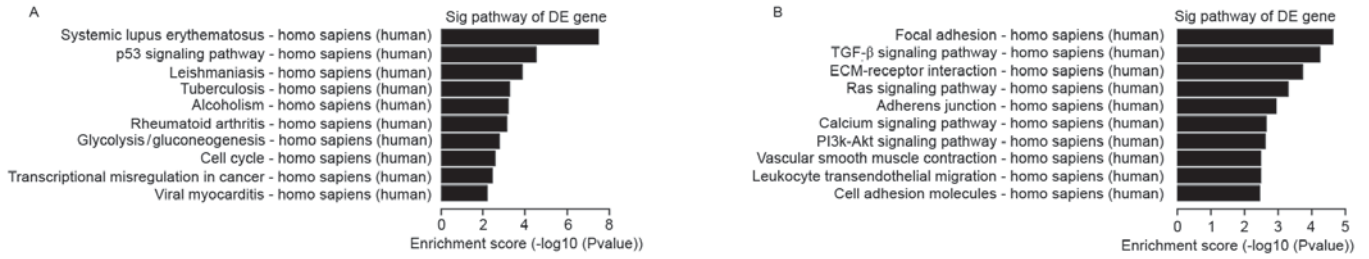 A
Sig pathway of DE gene
Systemic lupus erythematosus - homo sapiens (human)
p53 signaling pathway - homo sapiens (human)
Leishmaniasis - homo sapiens (human)
Tuberculosis - homo sapiens (human)
Alcoholism - homo sapiens (human)
Rheumatoid arthritis - homo sapiens (human)
Glycolysis/gluconeogenesis - homo sapiens (human)
Cell cycle - homo sapiens (human)
Transcriptional misregulation in cancer - homo sapiens (human)
Viral myocarditis - homo sapiens (human)
0 2 4 6 8
Enrichment score (-log10 (Pvalue))
B
Sig pathway of DE gene
Focal adhesion - homo sapiens (human)
TGF-β signaling pathway - homo sapiens (human)
ECM-receptor interaction - homo sapiens (human)
Ras signaling pathway - homo sapiens (human)
Adherens junction - homo sapiens (human)
Calcium signaling pathway - homo sapiens (human)
PI3k-Akt signaling pathway - homo sapiens (human)
Vascular smooth muscle contraction - homo sapiens (human)
Leukocyte transendothelial migration - homo sapiens (human)
Cell adhesion molecules - homo sapiens (human)
0 1 2 3 4 5
Enrichment score (-log10 (Pvalue))